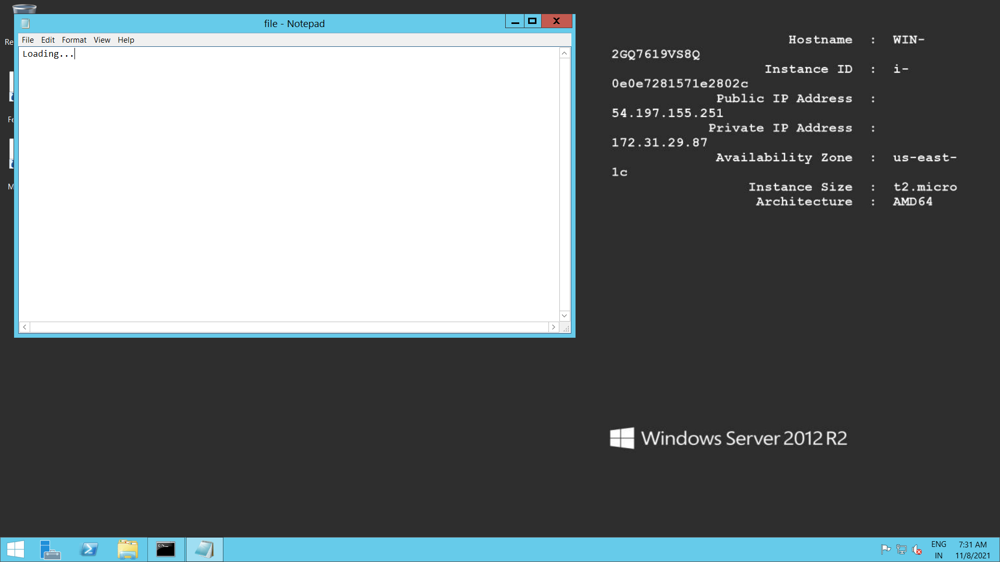 file - Notepad
File Edit Format View Help
Loading...
Re
Fe
M
Hostname : WIN-
2GQ7619VS8Q
Instance ID : i-
0e0e7281571e2802c
Public IP Address :
54.197.155.251
Private IP Address :
172.31.29.87
Availability Zone : us-east-
1c
Instance Size : t2.micro
Architecture : AMD64
Windows Server 2012 R2
ENG 7:31 AM
IN 11/8/2021